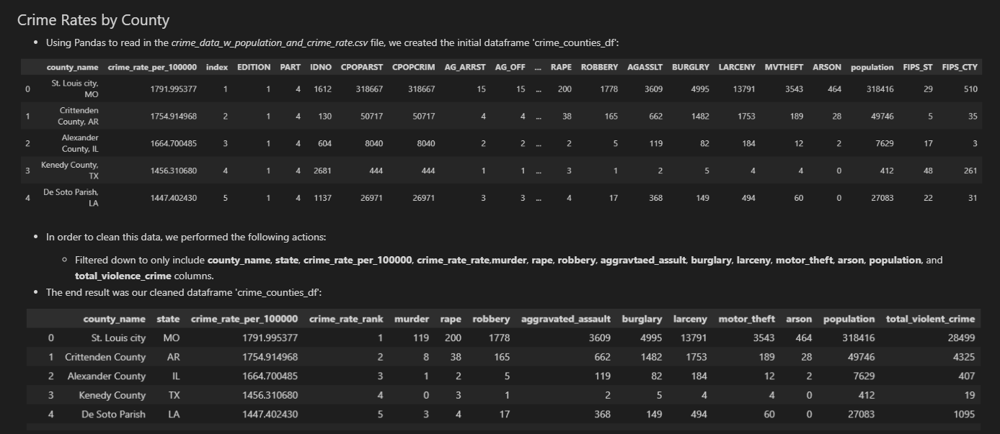 Crime Rates by County
• Using Pandas to read in the crime_data_w_population_and_crime_rate.csv file, we created the initial dataframe 'crime_counties_df':
county_name crime_rate_per_100000 index EDITION PART IDNO CPOPARST CPOPCRIM AG_ARRST AG_OFF ... RAPE ROBBERY AGASSLT BURGLRY LARCENY MVTHEFT ARSON population FIPS_ST FIPS_CTY
0 St. Louis city, MO 1791.995377 1 1 4 1612 318667 318667 15 15 ... 200 1778 3609 4995 13791 3543 464 318416 29 510
1 Crittenden County, AR 1754.914968 2 1 4 130 50717 50717 4 4 ... 38 165 662 1482 1753 189 28 49746 5 35
2 Alexander County, IL 1664.700485 3 1 4 604 8040 8040 2 2 ... 2 5 119 82 184 12 2 7629 17 3
3 Kenedy County, TX 1456.310680 4 1 4 2681 444 444 1 1 ... 3 1 2 5 4 4 0 412 48 261
4 De Soto Parish, LA 1447.402430 5 1 4 1137 26971 26971 3 3 ... 4 17 368 149 494 60 0 27083 22 31
• In order to clean this data, we performed the following actions:
○ Filtered down to only include county_name, state, crime_rate_per_100000, crime_rate_rate,murder, rape, robbery, aggravtaed_assult, burglary, larceny, motor_theft, arson, population, and
total_violence_crime columns.
• The end result was our cleaned dataframe 'crime_counties_df':
county_name state crime_rate_per_100000 crime_rate_rank murder rape robbery aggravated_assault burglary larceny motor_theft arson population total_violent_crime
0 St. Louis city MO 1791.995377 1 119 200 1778 3609 4995 13791 3543 464 318416 28499
1 Crittenden County AR 1754.914968 2 8 38 165 662 1482 1753 189 28 49746 4325
2 Alexander County IL 1664.700485 3 1 2 5 119 82 184 12 2 7629 407
3 Kenedy County TX 1456.310680 4 0 3 1 2 5 4 4 0 412 19
4 De Soto Parish LA 1447.402430 5 3 4 17 368 149 494 60 0 27083 1095